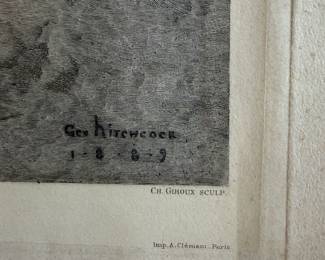 Geo Hitchcock
1-8-8-9
CH. GIROUX SCULP.
Imp. A. Clément. Paris